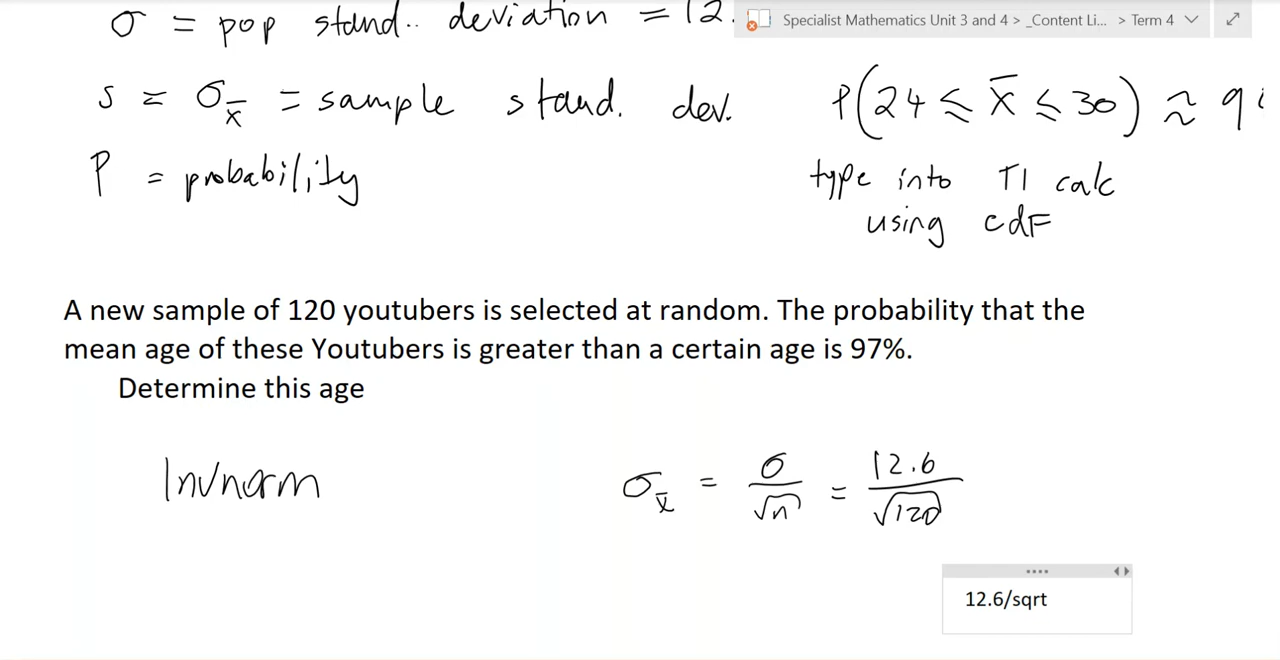 σ = pop stand.. deviation = 12.
Specialist Mathematics Unit 3 and 4 > _Content Li... > Term 4
s = σx̄ = sample stand. dev.
P(24 ≤ x̄ ≤ 30) ≈ 9
P = probability
type into TI calc
using cdF
A new sample of 120 youtubers is selected at random. The probability that the
mean age of these Youtubers is greater than a certain age is 97%.
Determine this age
Invnorm
σx̄ = σ/√n = 12.6/√120
12.6/sqrt